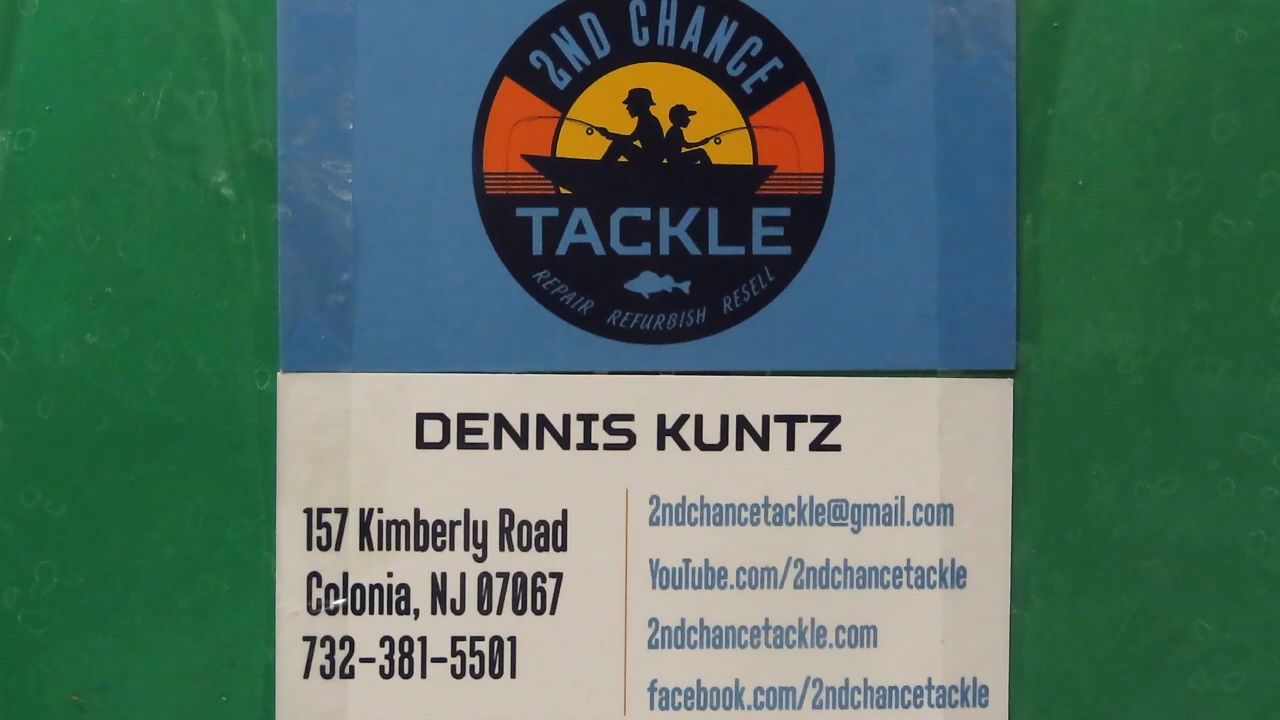 2ND CHANCE
TACKLE
REPAIR REFURBISH RESELL
DENNIS KUNTZ
157 Kimberly Road
Colonia, NJ 07067
732-381-5501
2ndchancetackle@gmail.com
YouTube.com/2ndchancetackle
2ndchancetackle.com
facebook.com/2ndchancetackle